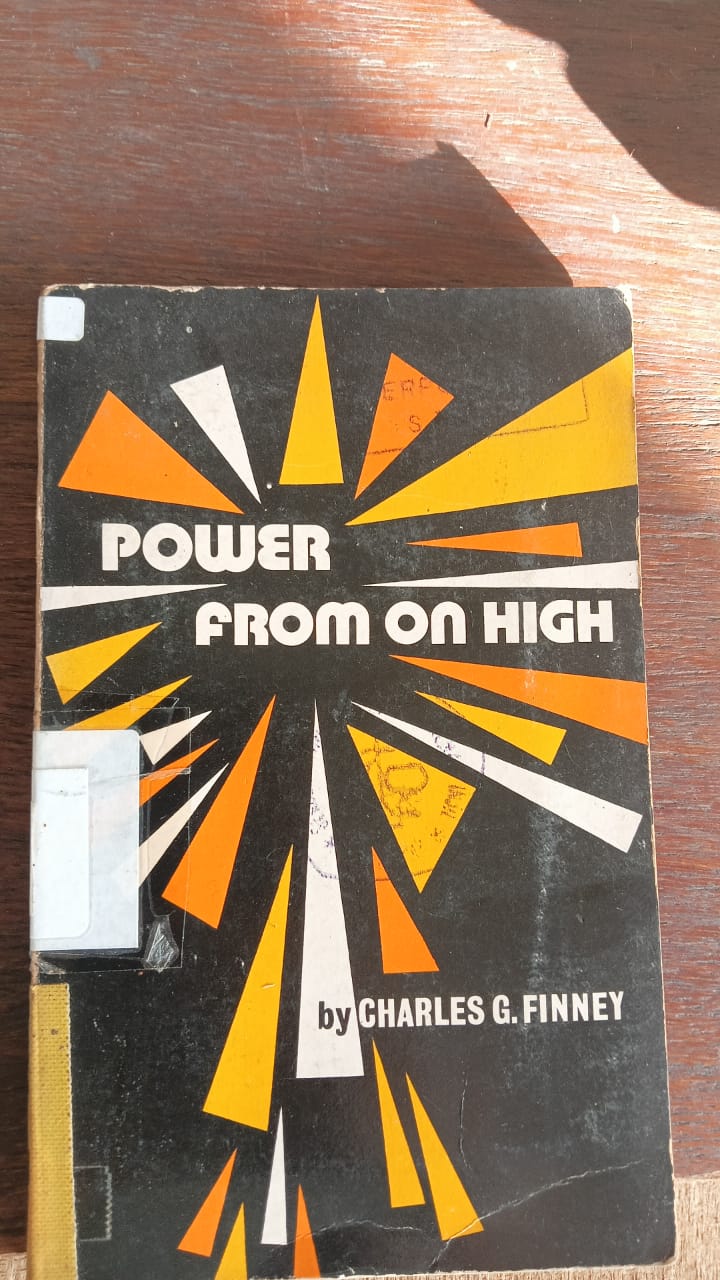 POWER
FROM ON HIGH
by CHARLES G. FINNEY